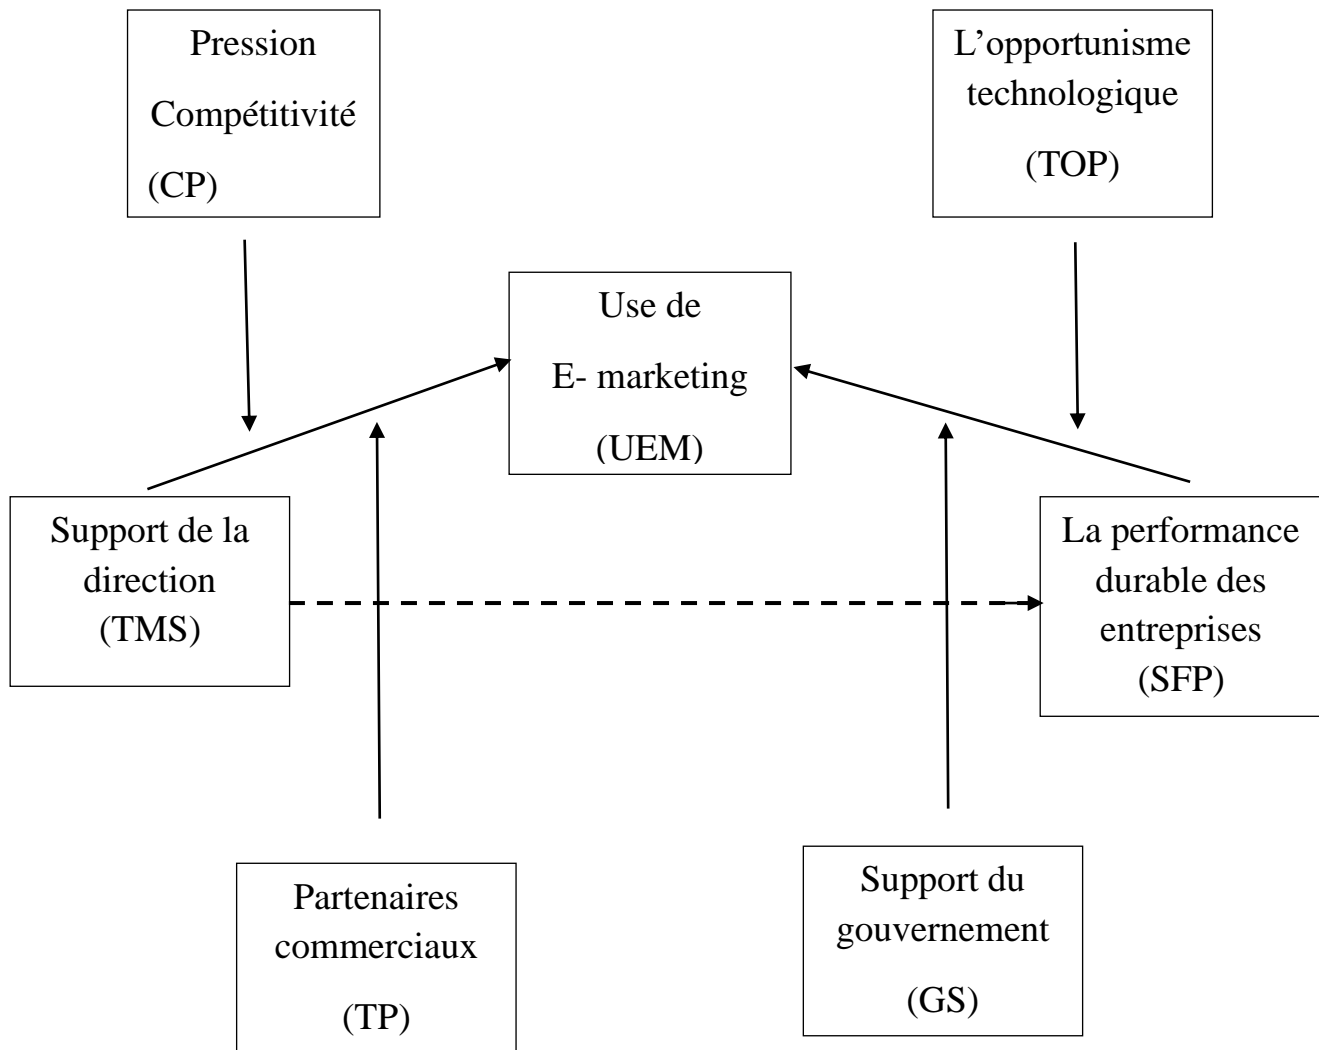 Pression
Compétitivité
(CP)
L’opportunisme
technologique
(TOP)
Use de
E- marketing
(UEM)
Support de la
direction
(TMS)
La performance
durable des
entreprises
(SFP)
Partenaires
commerciaux
(TP)
Support du
gouvernement
(GS)